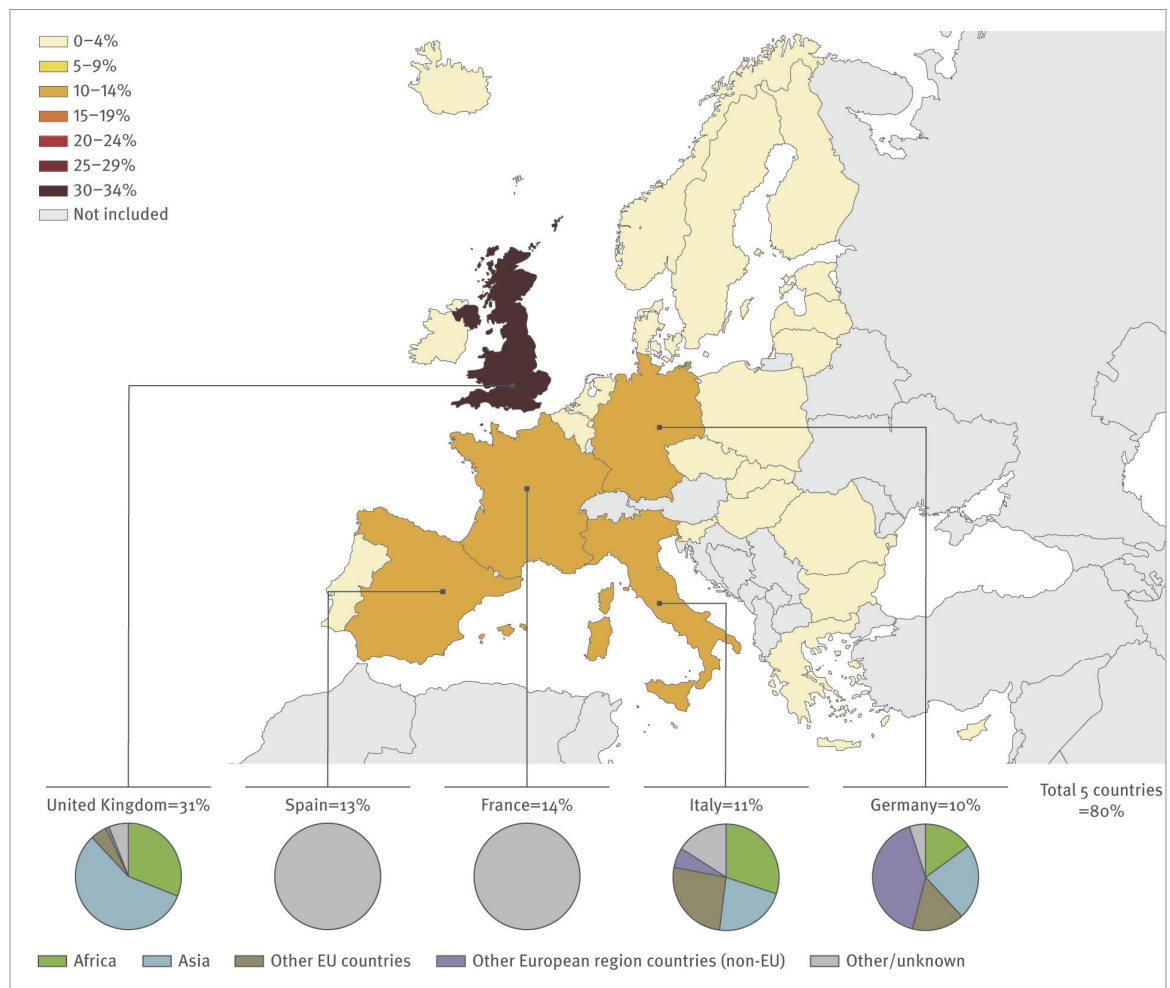 0–4%
5–9%
10–14%
15–19%
20–24%
25–29%
30–34%
Not included
United Kingdom=31%
Spain=13%
France=14%
Italy=11%
Germany=10%
Total 5 countries
=80%
Africa
Asia
Other EU countries
Other European region countries (non-EU)
Other/unknown